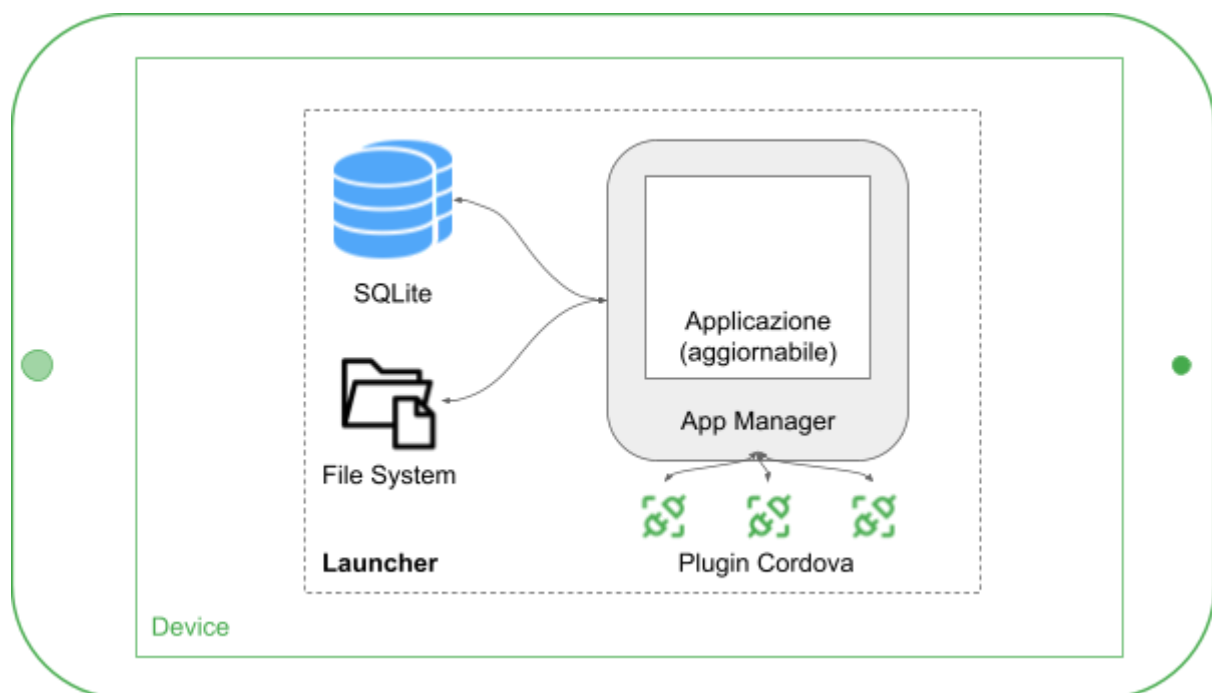 SQLite
Applicazione
(aggiornabile)
App Manager
File System
Launcher
Plugin Cordova
Device